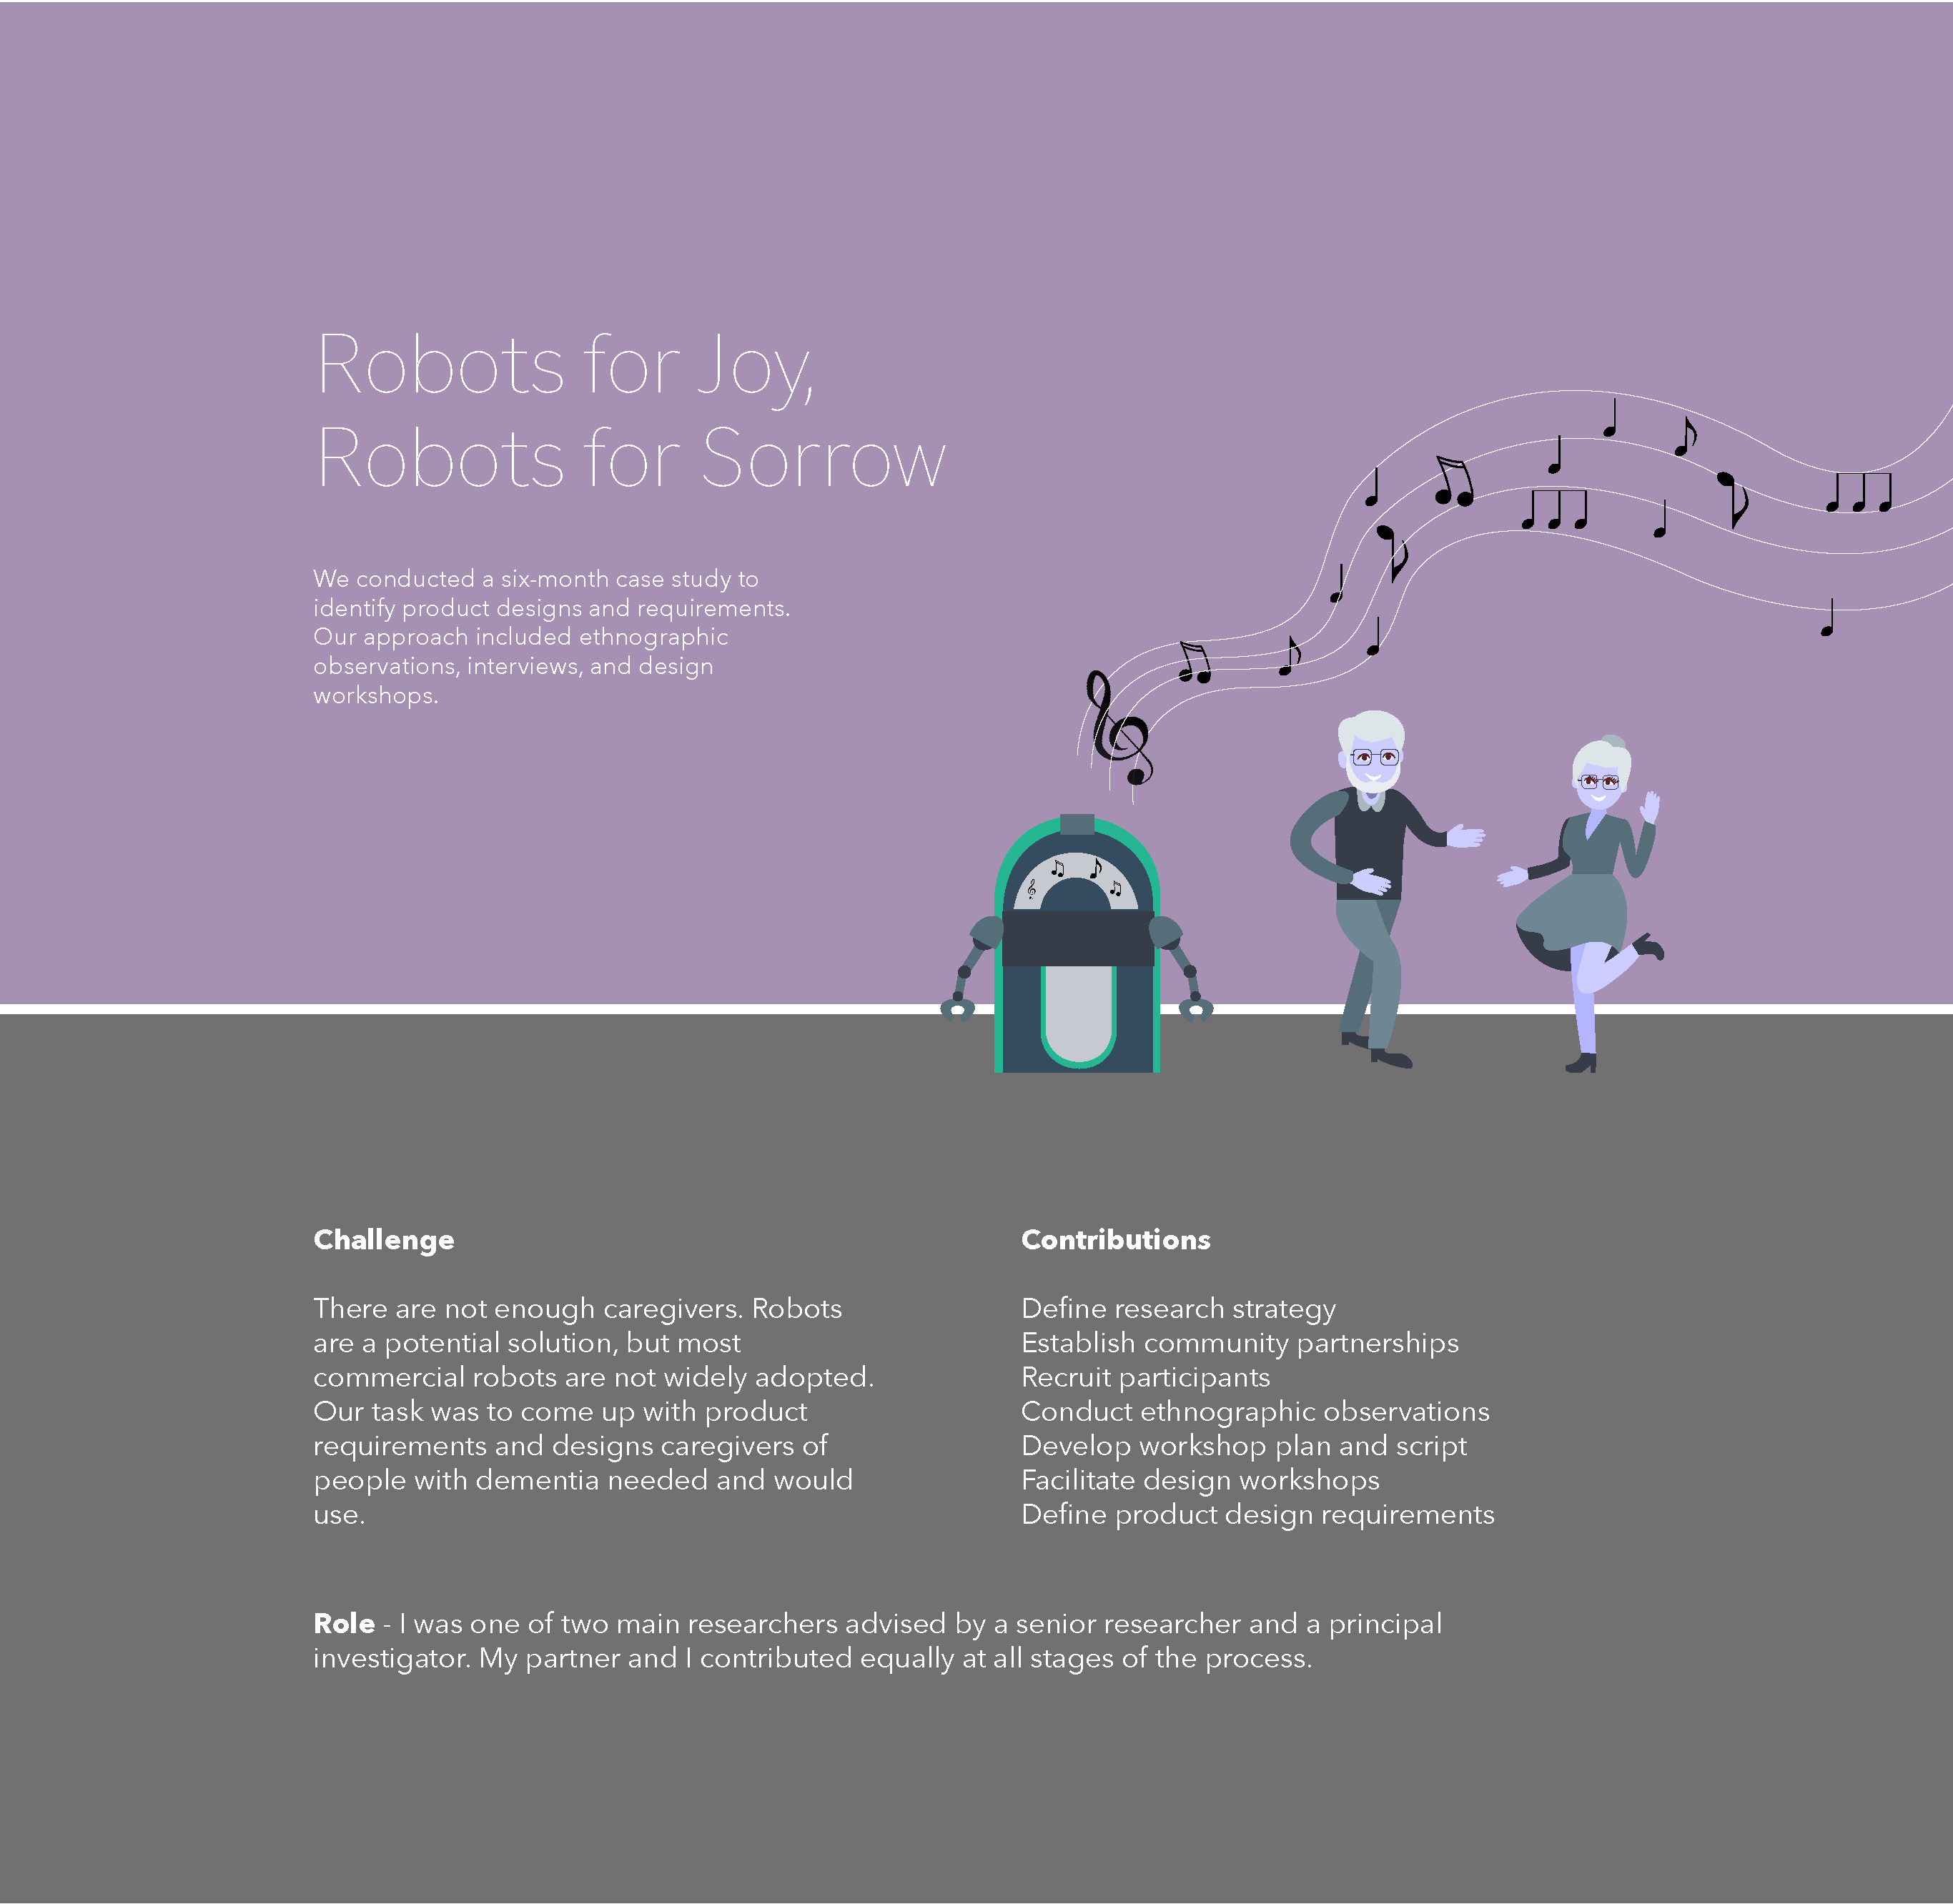 Robots for Joy,
Robots for Sorrow
We conducted a six-month case study to
identify product designs and requirements.
Our approach included ethnographic
observations, interviews, and design
workshops.
Challenge
There are not enough caregivers. Robots
are a potential solution, but most
commercial robots are not widely adopted.
Our task was to come up with product
requirements and designs caregivers of
people with dementia needed and would
use.
Contributions
Define research strategy
Establish community partnerships
Recruit participants
Conduct ethnographic observations
Develop workshop plan and script
Facilitate design workshops
Define product design requirements
Role - I was one of two main researchers advised by a senior researcher and a principal
investigator. My partner and I contributed equally at all stages of the process.